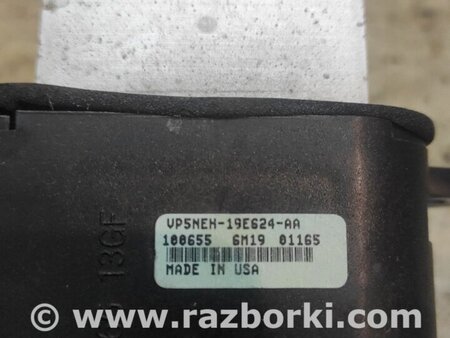 VP5NEH-19E624-AA
100655 6M19 01165
MADE IN USA
13GF
www.razborki.com